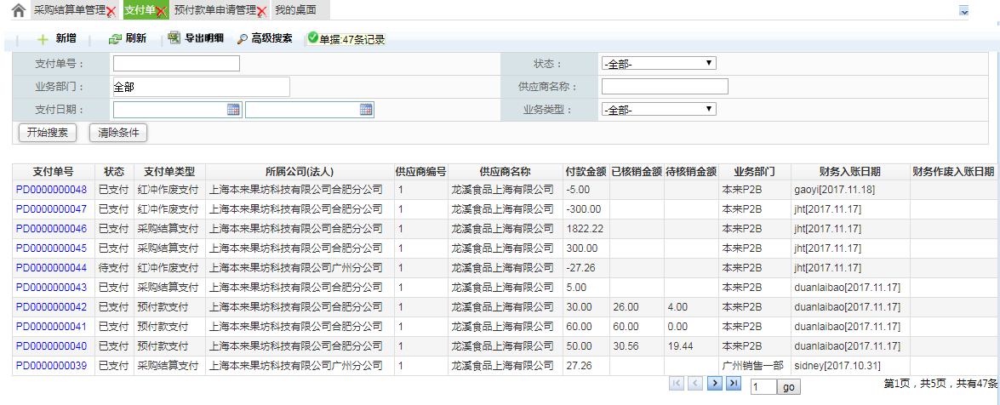 采购结算单管理 支付单 预付款单申请管理 我的桌面
新增 刷新 导出明细 高级搜索 单据:47条记录
支付单号： 状态： -全部-
业务部门： 全部 供应商名称：
支付日期： 业务类型： -全部-
开始搜索 清除条件
支付单号 状态 支付单类型 所属公司(法人) 供应商编号 供应商名称 付款金额 已核销金额 待核销金额 业务部门 财务入账日期 财务作废入账日期
PD0000000048 已支付 红冲作废支付 上海本来果坊科技有限公司合肥分公司 1 龙溪食品上海有限公司 -5.00 本来P2B gaoyi[2017.11.18]
PD0000000047 已支付 红冲作废支付 上海本来果坊科技有限公司合肥分公司 1 龙溪食品上海有限公司 -300.00 本来P2B jht[2017.11.17]
PD0000000046 已支付 采购结算支付 上海本来果坊科技有限公司合肥分公司 1 龙溪食品上海有限公司 1822.22 本来P2B jht[2017.11.17]
PD0000000045 已支付 采购结算支付 上海本来果坊科技有限公司合肥分公司 1 龙溪食品上海有限公司 300.00 本来P2B jht[2017.11.17]
PD0000000044 待支付 红冲作废支付 上海本来果坊科技有限公司广州分公司 1 龙溪食品上海有限公司 -27.26 本来P2B jht[2017.11.17]
PD0000000043 已支付 采购结算支付 上海本来果坊科技有限公司合肥分公司 1 龙溪食品上海有限公司 5.00 本来P2B duanlaibao[2017.11.17]
PD0000000042 已支付 预付款支付 上海本来果坊科技有限公司合肥分公司 1 龙溪食品上海有限公司 30.00 26.00 4.00 本来P2B duanlaibao[2017.11.17]
PD0000000041 已支付 预付款支付 上海本来果坊科技有限公司合肥分公司 1 龙溪食品上海有限公司 60.00 60.00 0.00 本来P2B duanlaibao[2017.11.17]
PD0000000040 已支付 预付款支付 上海本来果坊科技有限公司合肥分公司 1 龙溪食品上海有限公司 50.00 30.56 19.44 本来P2B duanlaibao[2017.11.17]
PD0000000039 已支付 采购结算支付 上海本来果坊科技有限公司广州分公司 1 龙溪食品上海有限公司 27.26 广州销售一部 sidney[2017.10.31]
1 go 第1页，共5页，共有47条